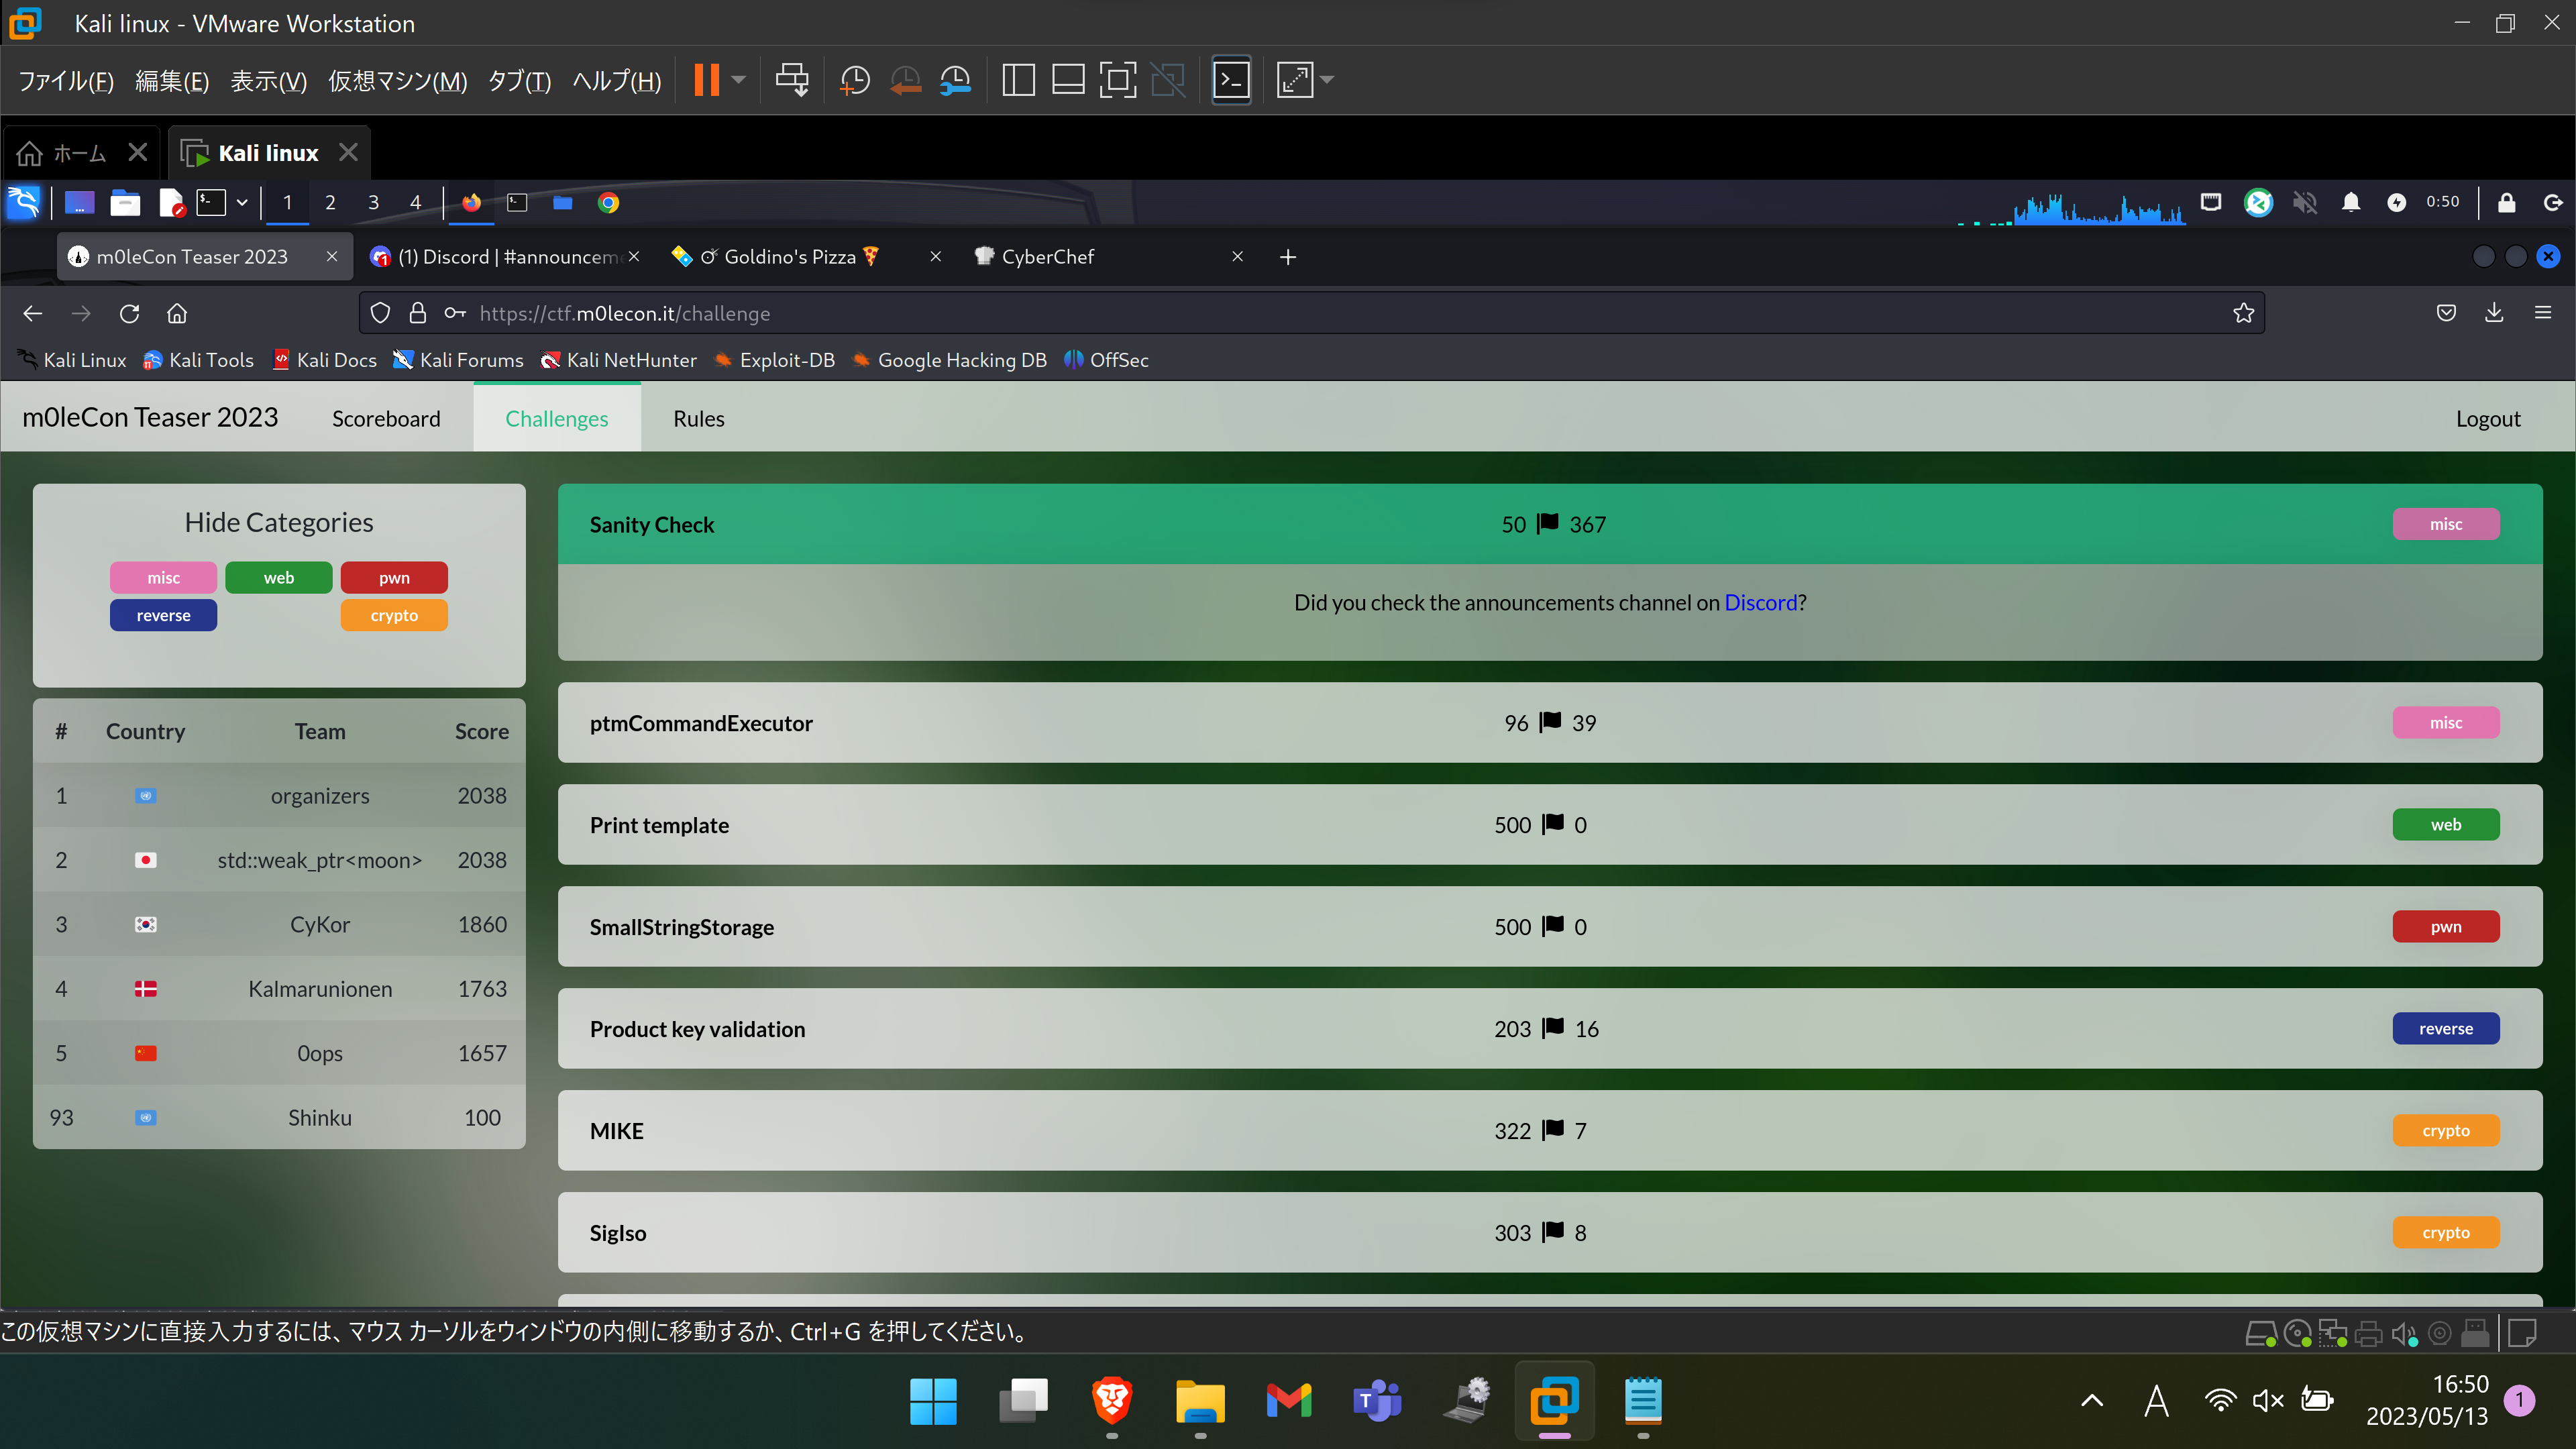 Kali linux - VMware Workstation
ファイル(F) 編集(E) 表示(V) 仮想マシン(M) タブ(T) ヘルプ(H)
ホーム Kali linux
1 2 3 4 0:50
m0leCon Teaser 2023 (1) Discord | #announcem Goldino's Pizza CyberChef
https://ctf.m0lecon.it/challenge
Kali Linux Kali Tools Kali Docs Kali Forums Kali NetHunter Exploit-DB Google Hacking DB OffSec
m0leCon Teaser 2023 Scoreboard Challenges Rules Logout
Hide Categories
misc web pwn
reverse crypto
# Country Team Score
1 organizers 2038
2 std::weak_ptr<moon> 2038
3 CyKor 1860
4 Kalmarunionen 1763
5 0ops 1657
93 Shinku 100
Sanity Check 50 367 misc
Did you check the announcements channel on Discord?
ptmCommandExecutor 96 39 misc
Print template 500 0 web
SmallStringStorage 500 0 pwn
Product key validation 203 16 reverse
MIKE 322 7 crypto
SigIso 303 8 crypto
この仮想マシンに直接入力するには、マウス カーソルをウィンドウの内側に移動するか、Ctrl+G を押してください。
A 16:50 1
2023/05/13